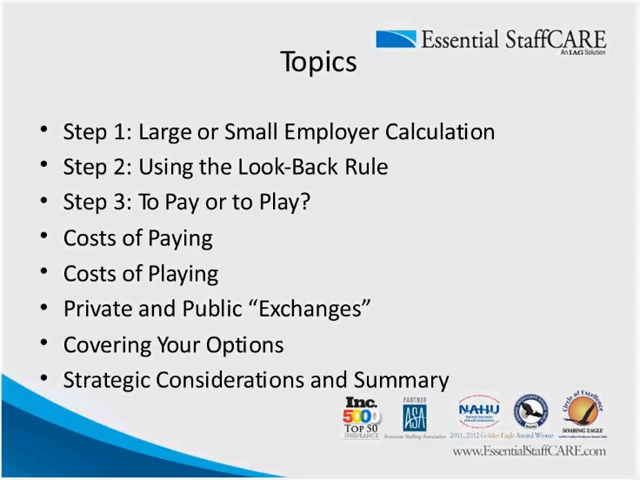 Essential StaffCARE
An IAG Solution
Topics
• Step 1: Large or Small Employer Calculation
• Step 2: Using the Look-Back Rule
• Step 3: To Pay or to Play?
• Costs of Paying
• Costs of Playing
• Private and Public “Exchanges”
• Covering Your Options
• Strategic Considerations and Summary
Inc.
500
TOP 50
INSURANCE
PARTNER
ASA
American Staffing Association
NAHU
2011, 2012 Golden Eagle Award Winner
Circle of Excellence
SOARING EAGLE
www.EssentialStaffCARE.com